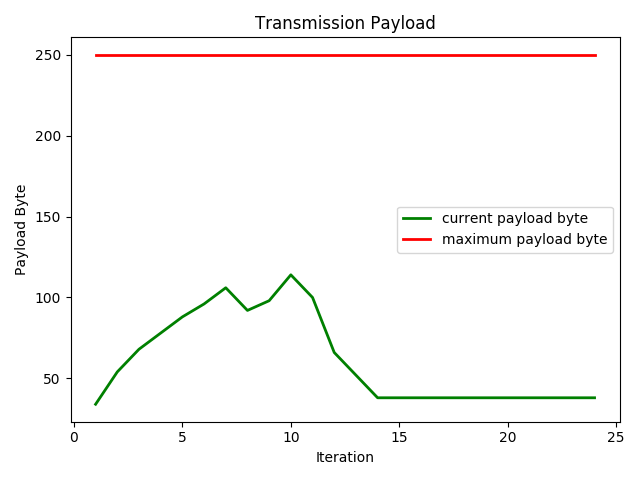 Transmission Payload
250
200
150
100
50
Payload Byte
current payload byte
maximum payload byte
0 5 10 15 20 25
Iteration